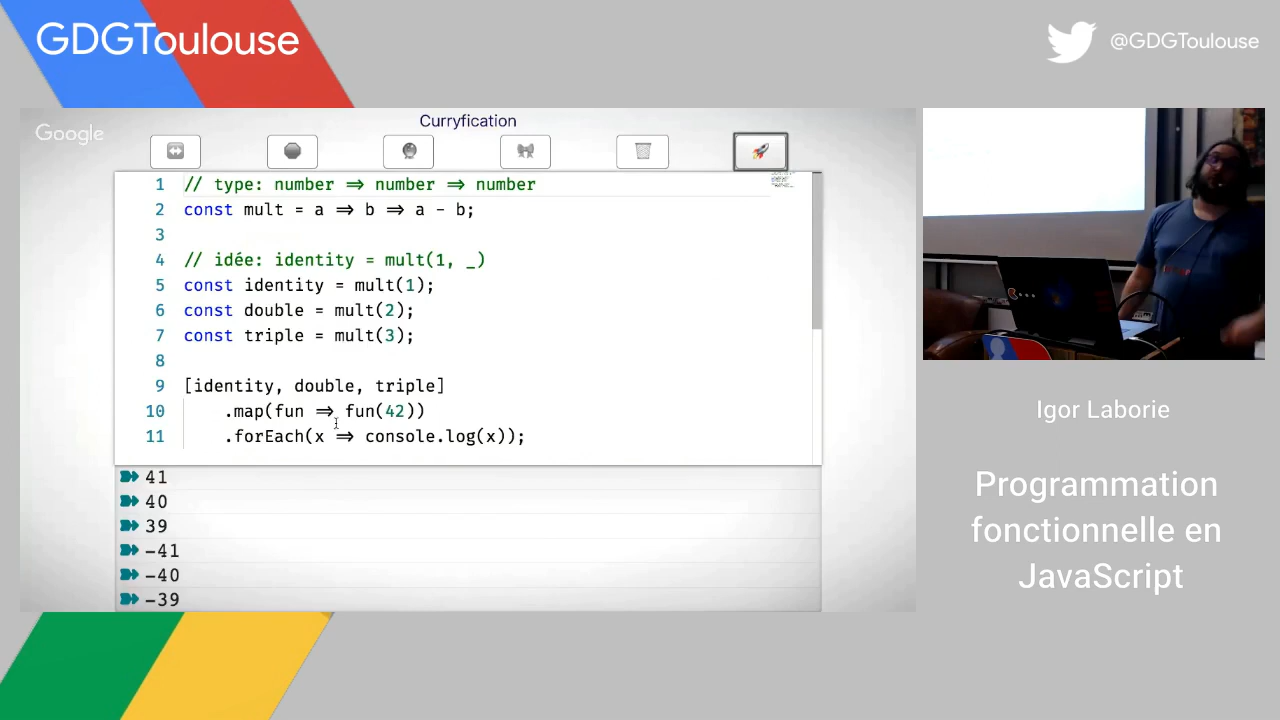 GDGToulouse
@GDGToulouse
Google
Curryfication
1 // type: number => number => number
2 const mult = a => b => a - b;
3
4 // idée: identity = mult(1, _)
5 const identity = mult(1);
6 const double = mult(2);
7 const triple = mult(3);
8
9 [identity, double, triple]
10 .map(fun => fun(42))
11 .forEach(x => console.log(x));
41
40
39
-41
-40
-39
Igor Laborie
Programmation
fonctionnelle en
JavaScript